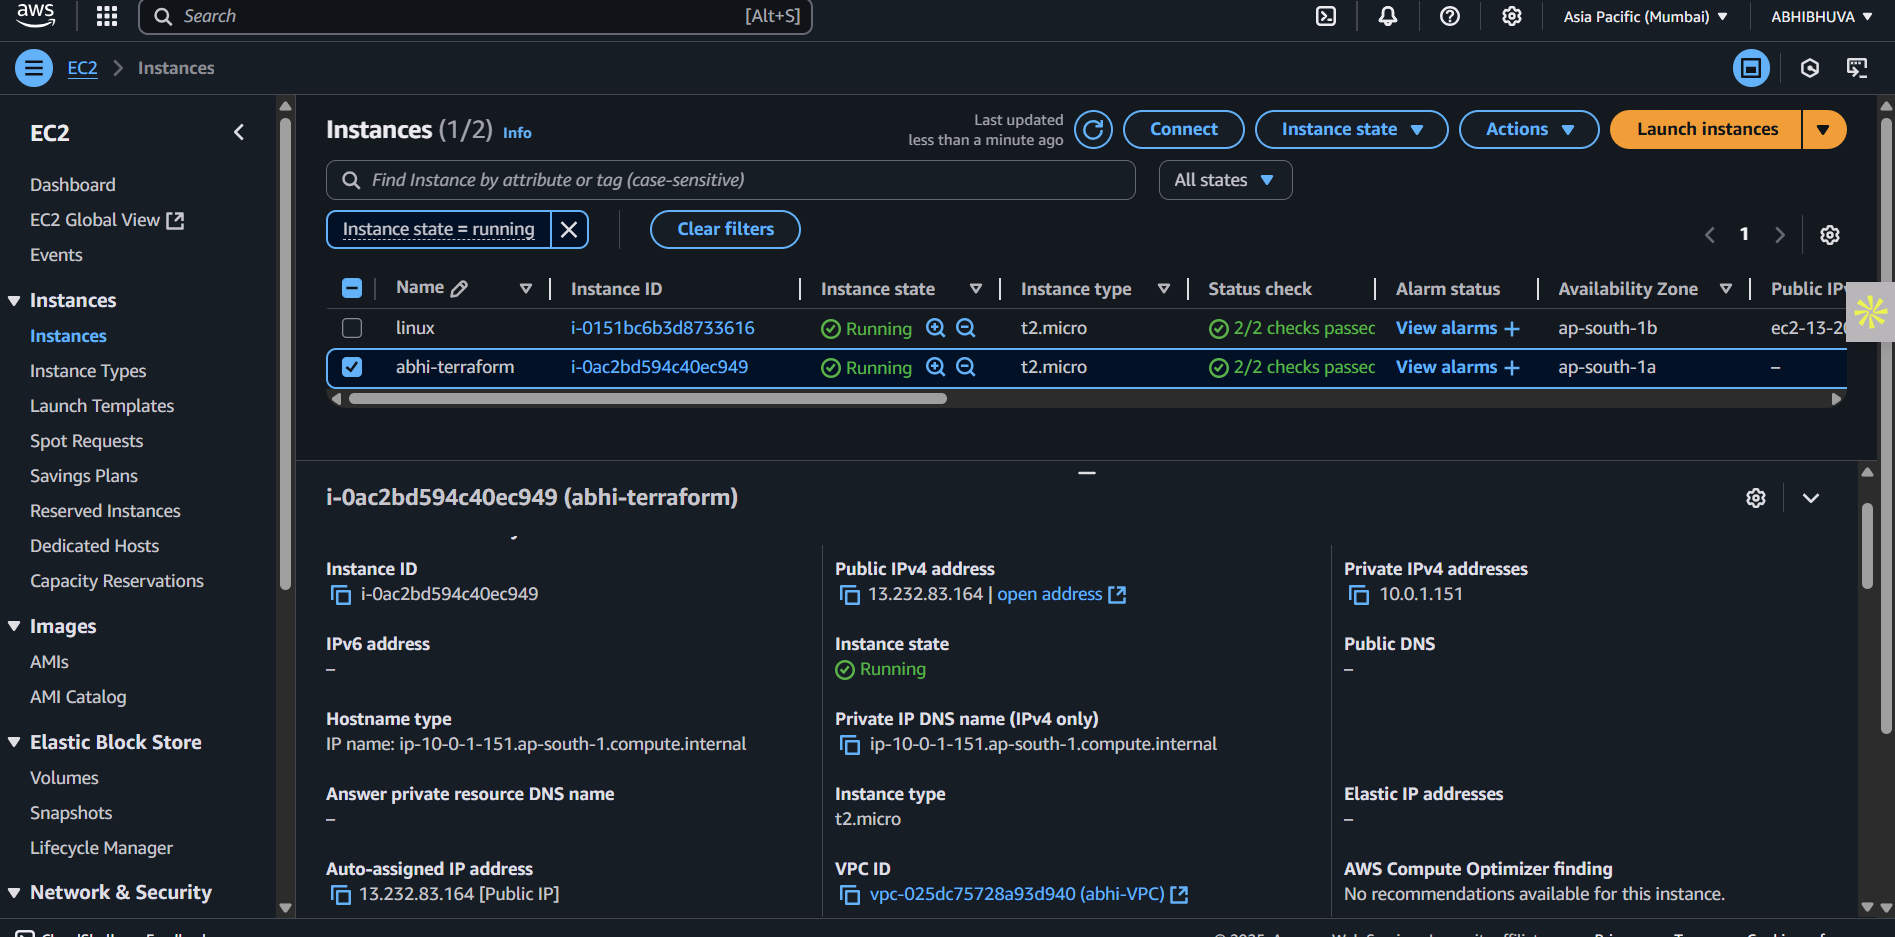 aws
Search [Alt+S]
Asia Pacific (Mumbai)
ABHIBHUVA
EC2
Instances
EC2
Dashboard
EC2 Global View
Events
Instances
Instances
Instance Types
Launch Templates
Spot Requests
Savings Plans
Reserved Instances
Dedicated Hosts
Capacity Reservations
Images
AMIs
AMI Catalog
Elastic Block Store
Volumes
Snapshots
Lifecycle Manager
Network & Security
Instances (1/2) Info
Last updated
less than a minute ago
Connect
Instance state
Actions
Launch instances
Find Instance by attribute or tag (case-sensitive)
All states
Instance state = running
Clear filters
1
Name Instance ID Instance state Instance type Status check Alarm status Availability Zone Public IPv
linux i-0151bc6b3d8733616 Running t2.micro 2/2 checks passec View alarms + ap-south-1b ec2-13-20
abhi-terraform i-0ac2bd594c40ec949 Running t2.micro 2/2 checks passec View alarms + ap-south-1a –
i-0ac2bd594c40ec949 (abhi-terraform)
Instance ID
i-0ac2bd594c40ec949
Public IPv4 address
13.232.83.164 | open address
Private IPv4 addresses
10.0.1.151
IPv6 address
–
Instance state
Running
Public DNS
–
Hostname type
IP name: ip-10-0-1-151.ap-south-1.compute.internal
Private IP DNS name (IPv4 only)
ip-10-0-1-151.ap-south-1.compute.internal
Answer private resource DNS name
–
Instance type
t2.micro
Elastic IP addresses
–
Auto-assigned IP address
13.232.83.164 [Public IP]
VPC ID
vpc-025dc75728a93d940 (abhi-VPC)
AWS Compute Optimizer finding
No recommendations available for this instance.